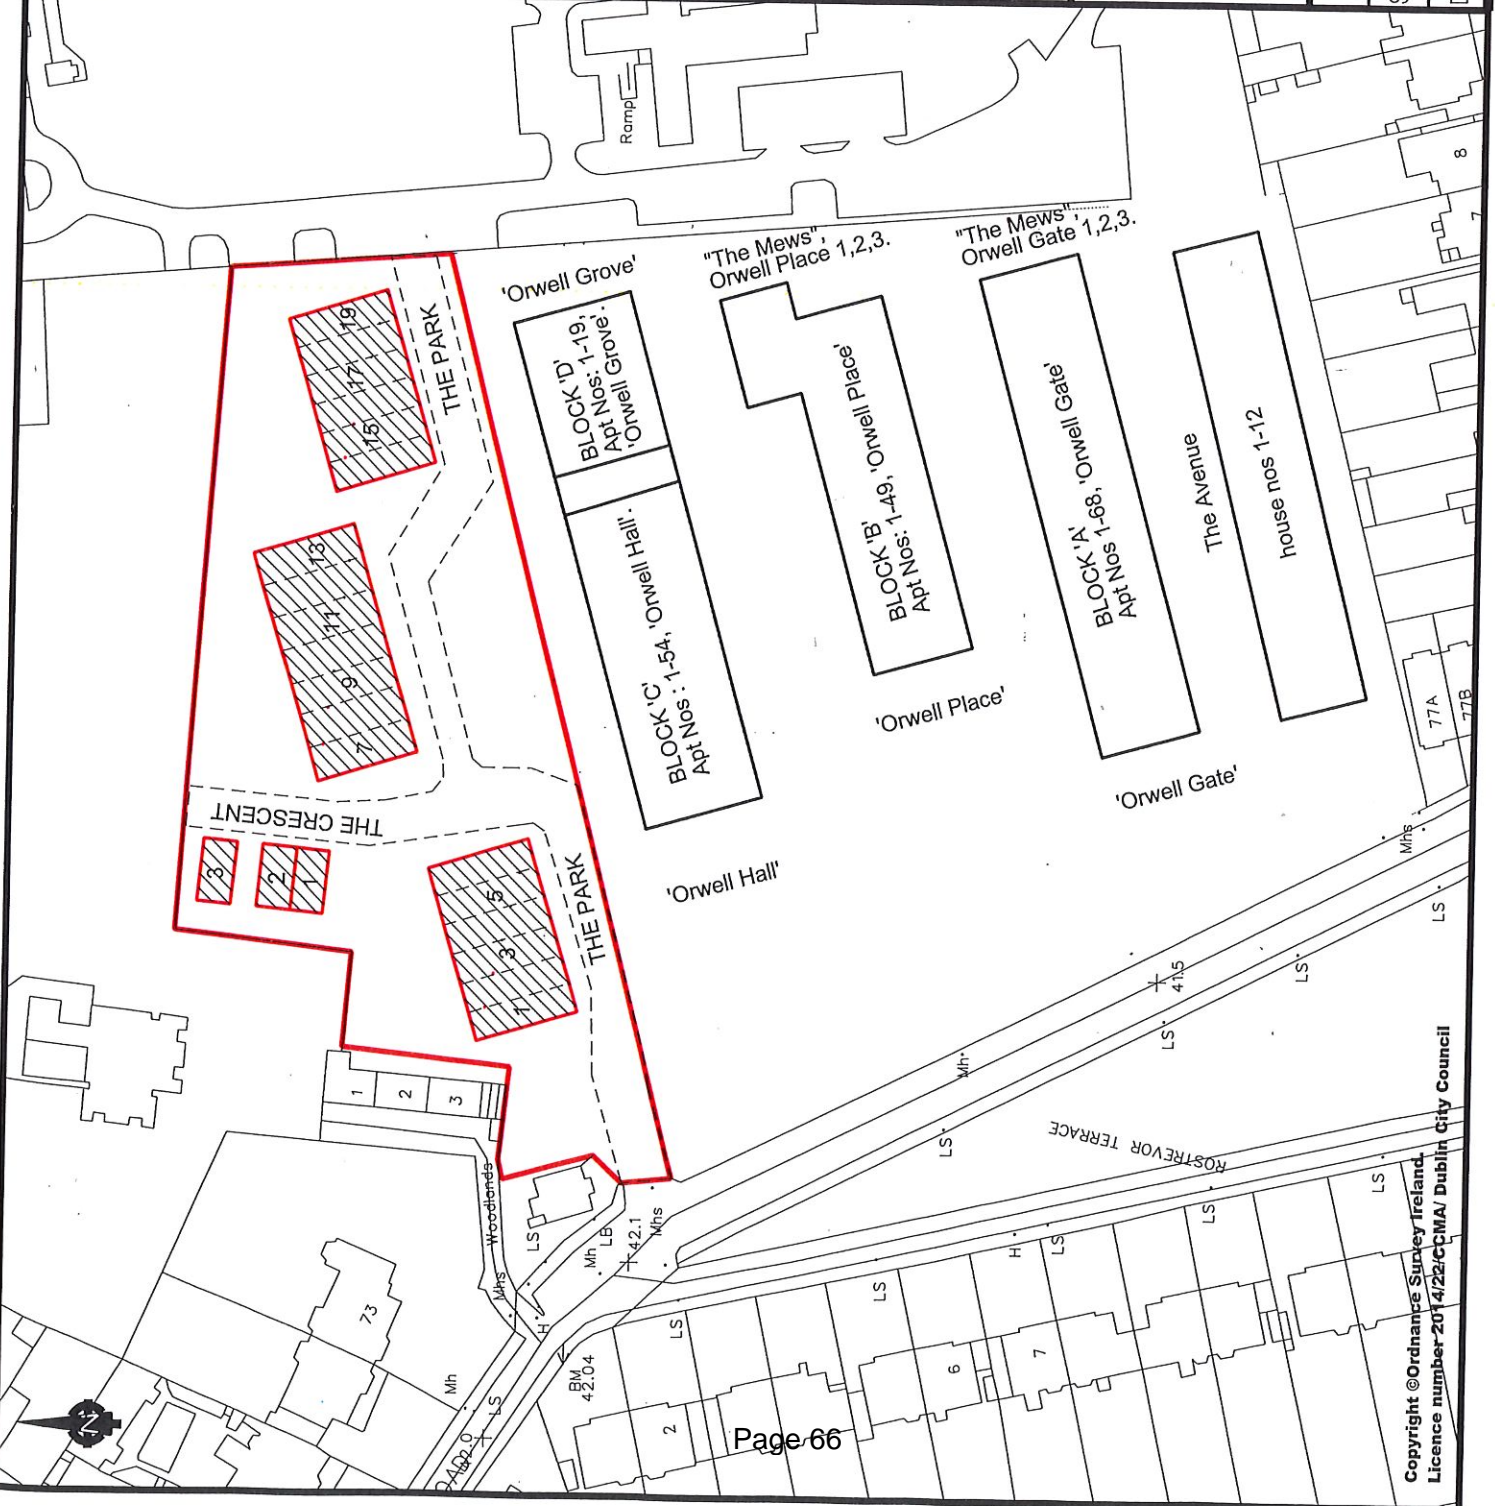 Ramp
8
7
"The Mews",
Orwell Gate 1,2,3.
"The Mews",
Orwell Place 1,2,3.
'Orwell Grove'
THE PARK
19
17
15
BLOCK 'D'
Apt Nos: 1-19,
'Orwell Grove'.
BLOCK 'B'
Apt Nos: 1-49, 'Orwell Place'
BLOCK 'A'
Apt Nos 1-68, 'Orwell Gate'
The Avenue
house nos 1-12
13
11
9
7
BLOCK 'C'
Apt Nos : 1-54, 'Orwell Hall'.
77A
77B
'Orwell Place'
'Orwell Gate'
THE CRESCENT
Mhs
3
2
1
'Orwell Hall'
THE PARK
5
3
1
LS
LS
41.5
LS
Mh
LS
1
2
3
ROSTREVOR TERRACE
LS
LS
Woodlands
LS
Mh
LB
42.1
Mhs
H
LS
Mhs
LS
73
H
LS
BM
42.04
Mh
LS
6
7
2
N
Page 66
Copyright ©Ordnance Survey Ireland.
Licence number 2014/22/CCMA/ Dublin City Council